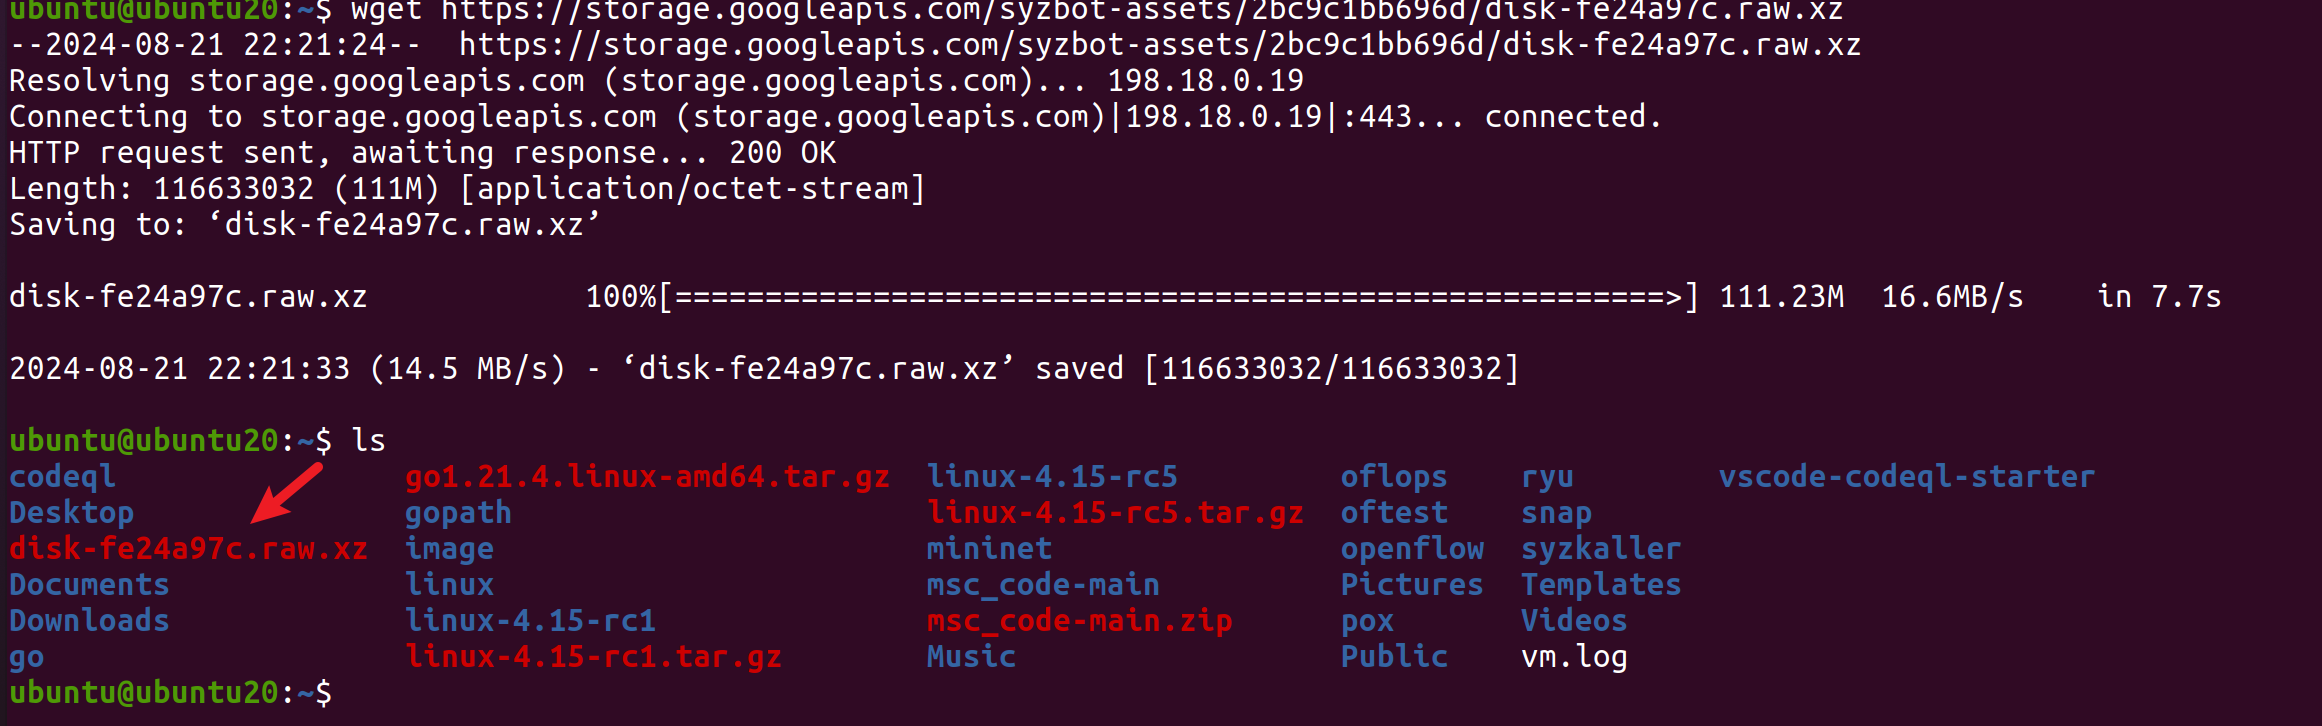 ubuntu@ubuntu20:~$ wget https://storage.googleapis.com/syzbot-assets/2bc9c1bb696d/disk-fe24a97c.raw.xz
--2024-08-21 22:21:24--  https://storage.googleapis.com/syzbot-assets/2bc9c1bb696d/disk-fe24a97c.raw.xz
Resolving storage.googleapis.com (storage.googleapis.com)... 198.18.0.19
Connecting to storage.googleapis.com (storage.googleapis.com)|198.18.0.19|:443... connected.
HTTP request sent, awaiting response... 200 OK
Length: 116633032 (111M) [application/octet-stream]
Saving to: ‘disk-fe24a97c.raw.xz’
disk-fe24a97c.raw.xz            100%[=======================================================>] 111.23M  16.6MB/s    in 7.7s
2024-08-21 22:21:33 (14.5 MB/s) - ‘disk-fe24a97c.raw.xz’ saved [116633032/116633032]
ubuntu@ubuntu20:~$ ls
codeql                go1.21.4.linux-amd64.tar.gz  linux-4.15-rc5         oflops    ryu        vscode-codeql-starter
Desktop               gopath                       linux-4.15-rc5.tar.gz  oftest    snap
disk-fe24a97c.raw.xz  image                        mininet                openflow  syzkaller
Documents             linux                        msc_code-main          Pictures  Templates
Downloads             linux-4.15-rc1               msc_code-main.zip      pox       Videos
go                    linux-4.15-rc1.tar.gz        Music                  Public    vm.log
ubuntu@ubuntu20:~$